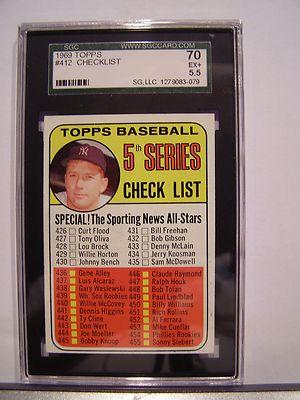 SGC
WWW.SGCCARD.COM
1969 TOPPS
#412 CHECKLIST
70
EX+
5.5
SG,LLC 1279083-079
TOPPS BASEBALL
5th SERIES
CHECK LIST
SPECIAL! The Sporting News All-Stars
426 Curt Flood
427 Tony Oliva
428 Lou Brock
429 Willie Horton
430 Johnny Bench
431 Bill Freehan
432 Bob Gibson
433 Denny McLain
434 Jerry Koosman
435 Sam McDowell
436 Gene Alley
437 Luis Alcaraz
438 Gary Waslewski
439 Wh. Sox Rookies
440 Willie McCovey
441 Dennis Higgins
442 Ty Cline
443 Don Wert
444 Joe Moeller
445 Bobby Knoop
446 Claude Raymond
447 Ralph Houk
448 Bob Tolan
449 Paul Lindblad
450 Billy Williams
451 Rich Rollins
452 Al Ferrara
453 Mike Cuellar
454 Phillies Rookies
455 Sonny Siebert